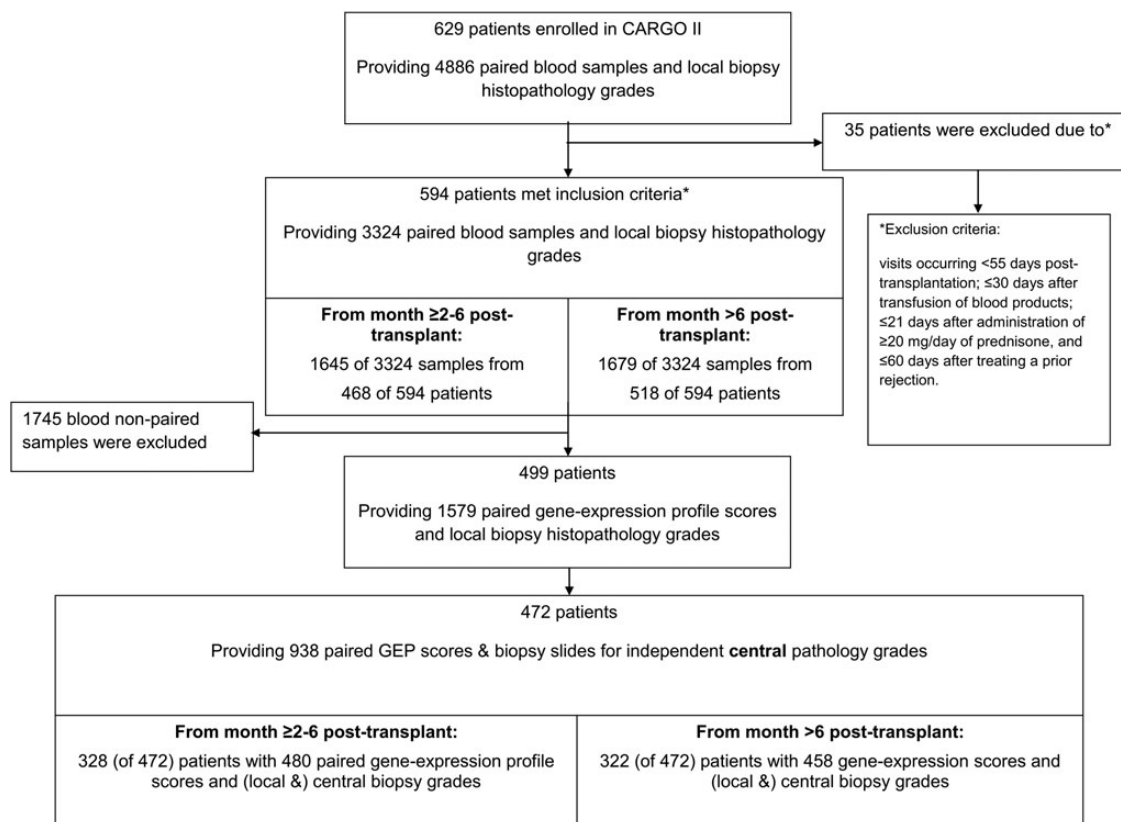 629 patients enrolled in CARGO II
Providing 4886 paired blood samples and local biopsy
histopathology grades
35 patients were excluded due to*
594 patients met inclusion criteria*
Providing 3324 paired blood samples and local biopsy histopathology
grades
*Exclusion criteria:
visits occurring <55 days post-
transplantation; ≤30 days after
transfusion of blood products;
≤21 days after administration of
≥20 mg/day of prednisone, and
≤60 days after treating a prior
rejection.
From month ≥2-6 post-
transplant:
1645 of 3324 samples from
468 of 594 patients
From month >6 post-
transplant:
1679 of 3324 samples from
518 of 594 patients
1745 blood non-paired
samples were excluded
499 patients
Providing 1579 paired gene-expression profile scores
and local biopsy histopathology grades
472 patients
Providing 938 paired GEP scores & biopsy slides for independent central pathology grades
From month ≥2-6 post-transplant:
328 (of 472) patients with 480 paired gene-expression profile
scores and (local &) central biopsy grades
From month >6 post-transplant:
322 (of 472) patients with 458 gene-expression scores and
(local &) central biopsy grades